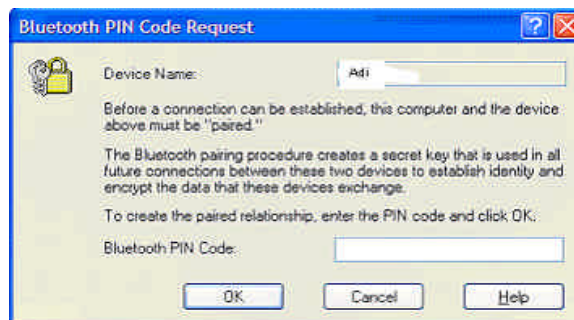 Bluetooth PIN Code Request
Device Name: Adi
Before a connection can be established, this computer and the device
above must be "paired."
The Bluetooth pairing procedure creates a secret key that is used in all
future connections between these two devices to establish identity and
encrypt the data that these devices exchange.
To create the paired relationship, enter the PIN code and click OK.
Bluetooth PIN Code:
OK Cancel Help